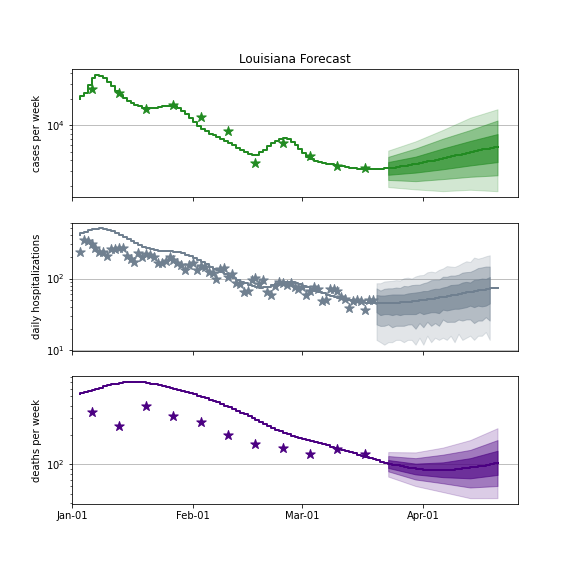 Louisiana Forecast
cases per week
10⁴
daily hospitalizations
10²
10¹
deaths per week
10²
Jan-01 Feb-01 Mar-01 Apr-01